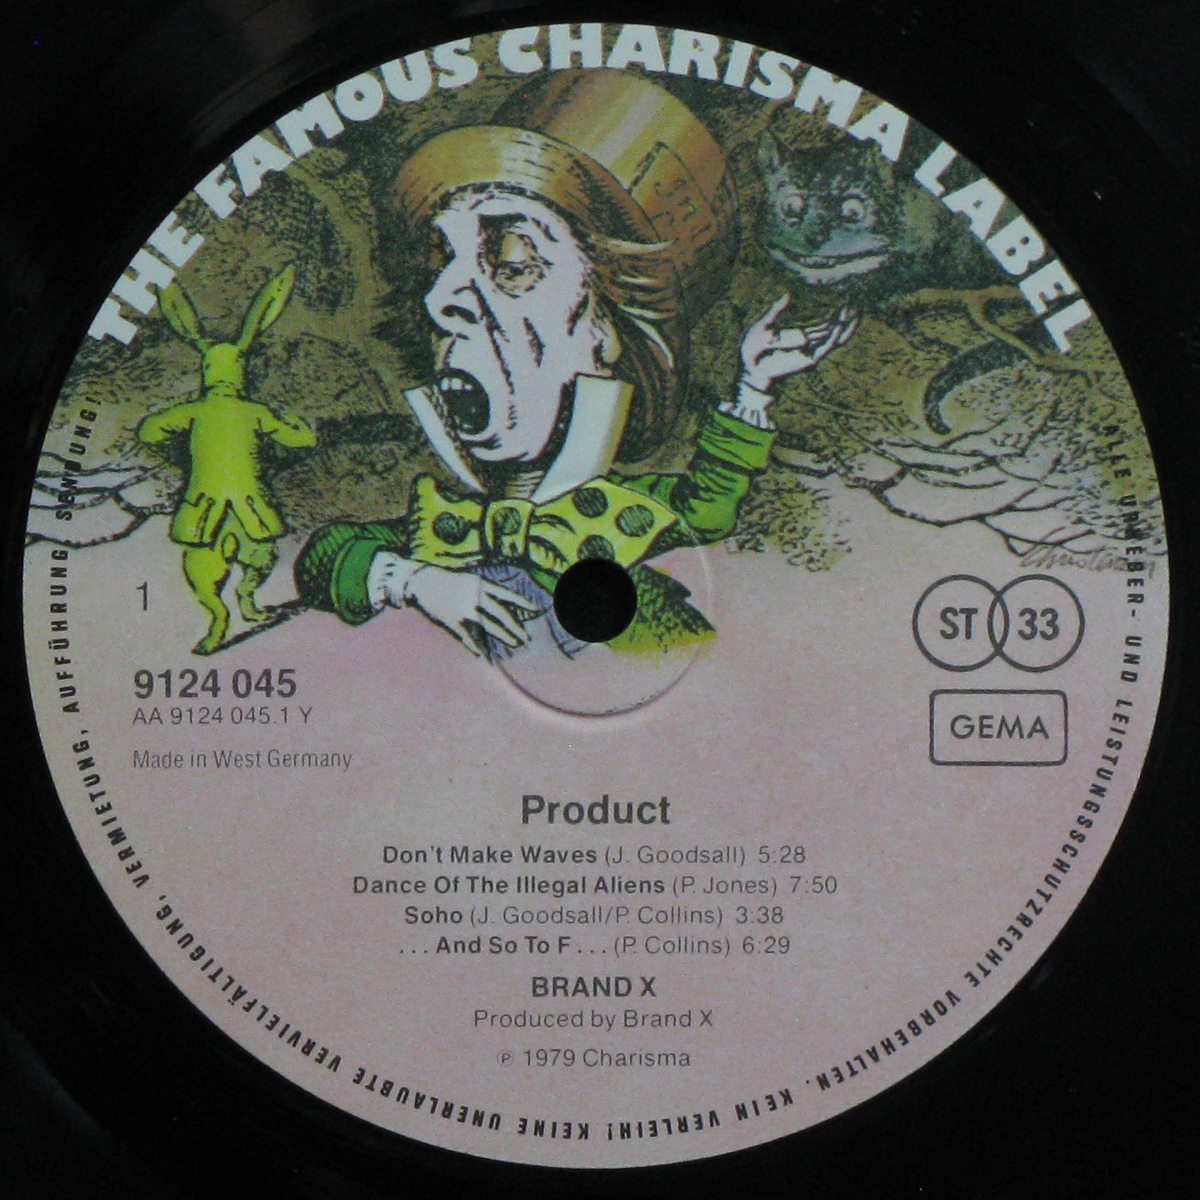 THE FAMOUS CHARISMA LABEL
Christensen
1
9124 045
AA 9124 045.1 Y
Made in West Germany
ST 33
GEMA
Product
Don't Make Waves (J. Goodsall) 5:28
Dance Of The Illegal Aliens (P. Jones) 7:50
Soho (J. Goodsall/P. Collins) 3:38
...And So To F... (P. Collins) 6:29
BRAND X
Produced by Brand X
℗ 1979 Charisma
ALLE URHEBER- UND LEISTUNGSSCHUTZRECHTE VORBEHALTEN. KEIN VERLEIH! KEINE UNERLAUBTE VERVIELFÄLTIGUNG, VERMIETUNG, AUFFÜHRUNG, SENDUNG!